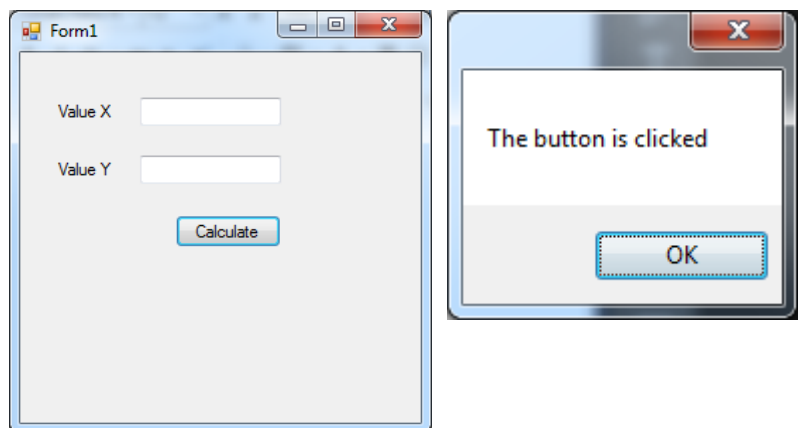 Form1
Value X
Value Y
Calculate
The button is clicked
OK